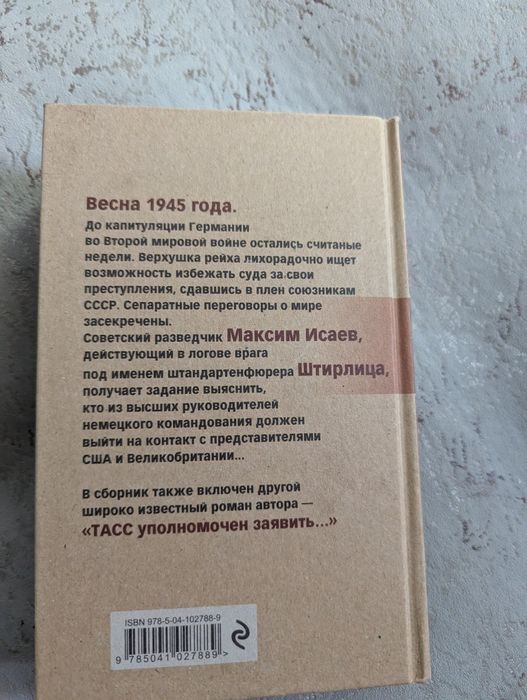 Весна 1945 года.
До капитуляции Германии
во Второй мировой войне остались считаные
недели. Верхушка рейха лихорадочно ищет
возможность избежать суда за свои
преступления, сдавшись в плен союзникам
СССР. Сепаратные переговоры о мире
засекречены.
Советский разведчик Максим Исаев,
действующий в логове врага
под именем штандартенфюрера Штирлица,
получает задание выяснить,
кто из высших руководителей
немецкого командования должен
выйти на контакт с представителями
США и Великобритании...
В сборник также включен другой
широко известный роман автора —
«ТАСС уполномочен заявить...»
ISBN 978-5-04-102788-9
9 785041 027889 >